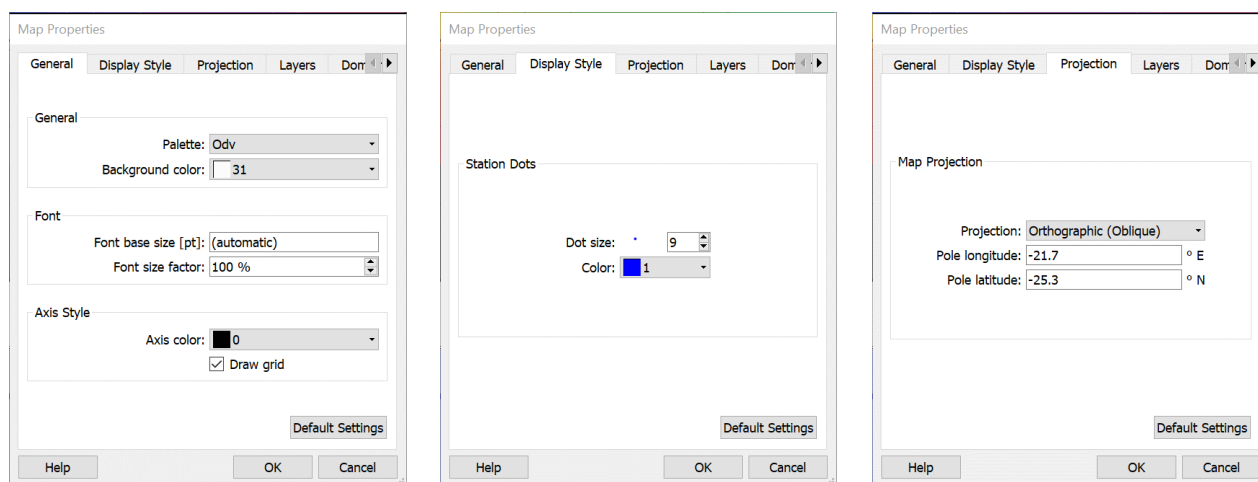 Map Properties
General Display Style Projection Layers Dom
General
Palette: Odv
Background color: 31
Font
Font base size [pt]: (automatic)
Font size factor: 100 %
Axis Style
Axis color: 0
Draw grid
Default Settings
Help OK Cancel
Map Properties
General Display Style Projection Layers Dom
Station Dots
Dot size: 9
Color: 1
Default Settings
Help OK Cancel
Map Properties
General Display Style Projection Layers Dom
Map Projection
Projection: Orthographic (Oblique)
Pole longitude: -21.7 º E
Pole latitude: -25.3 º N
Default Settings
Help OK Cancel